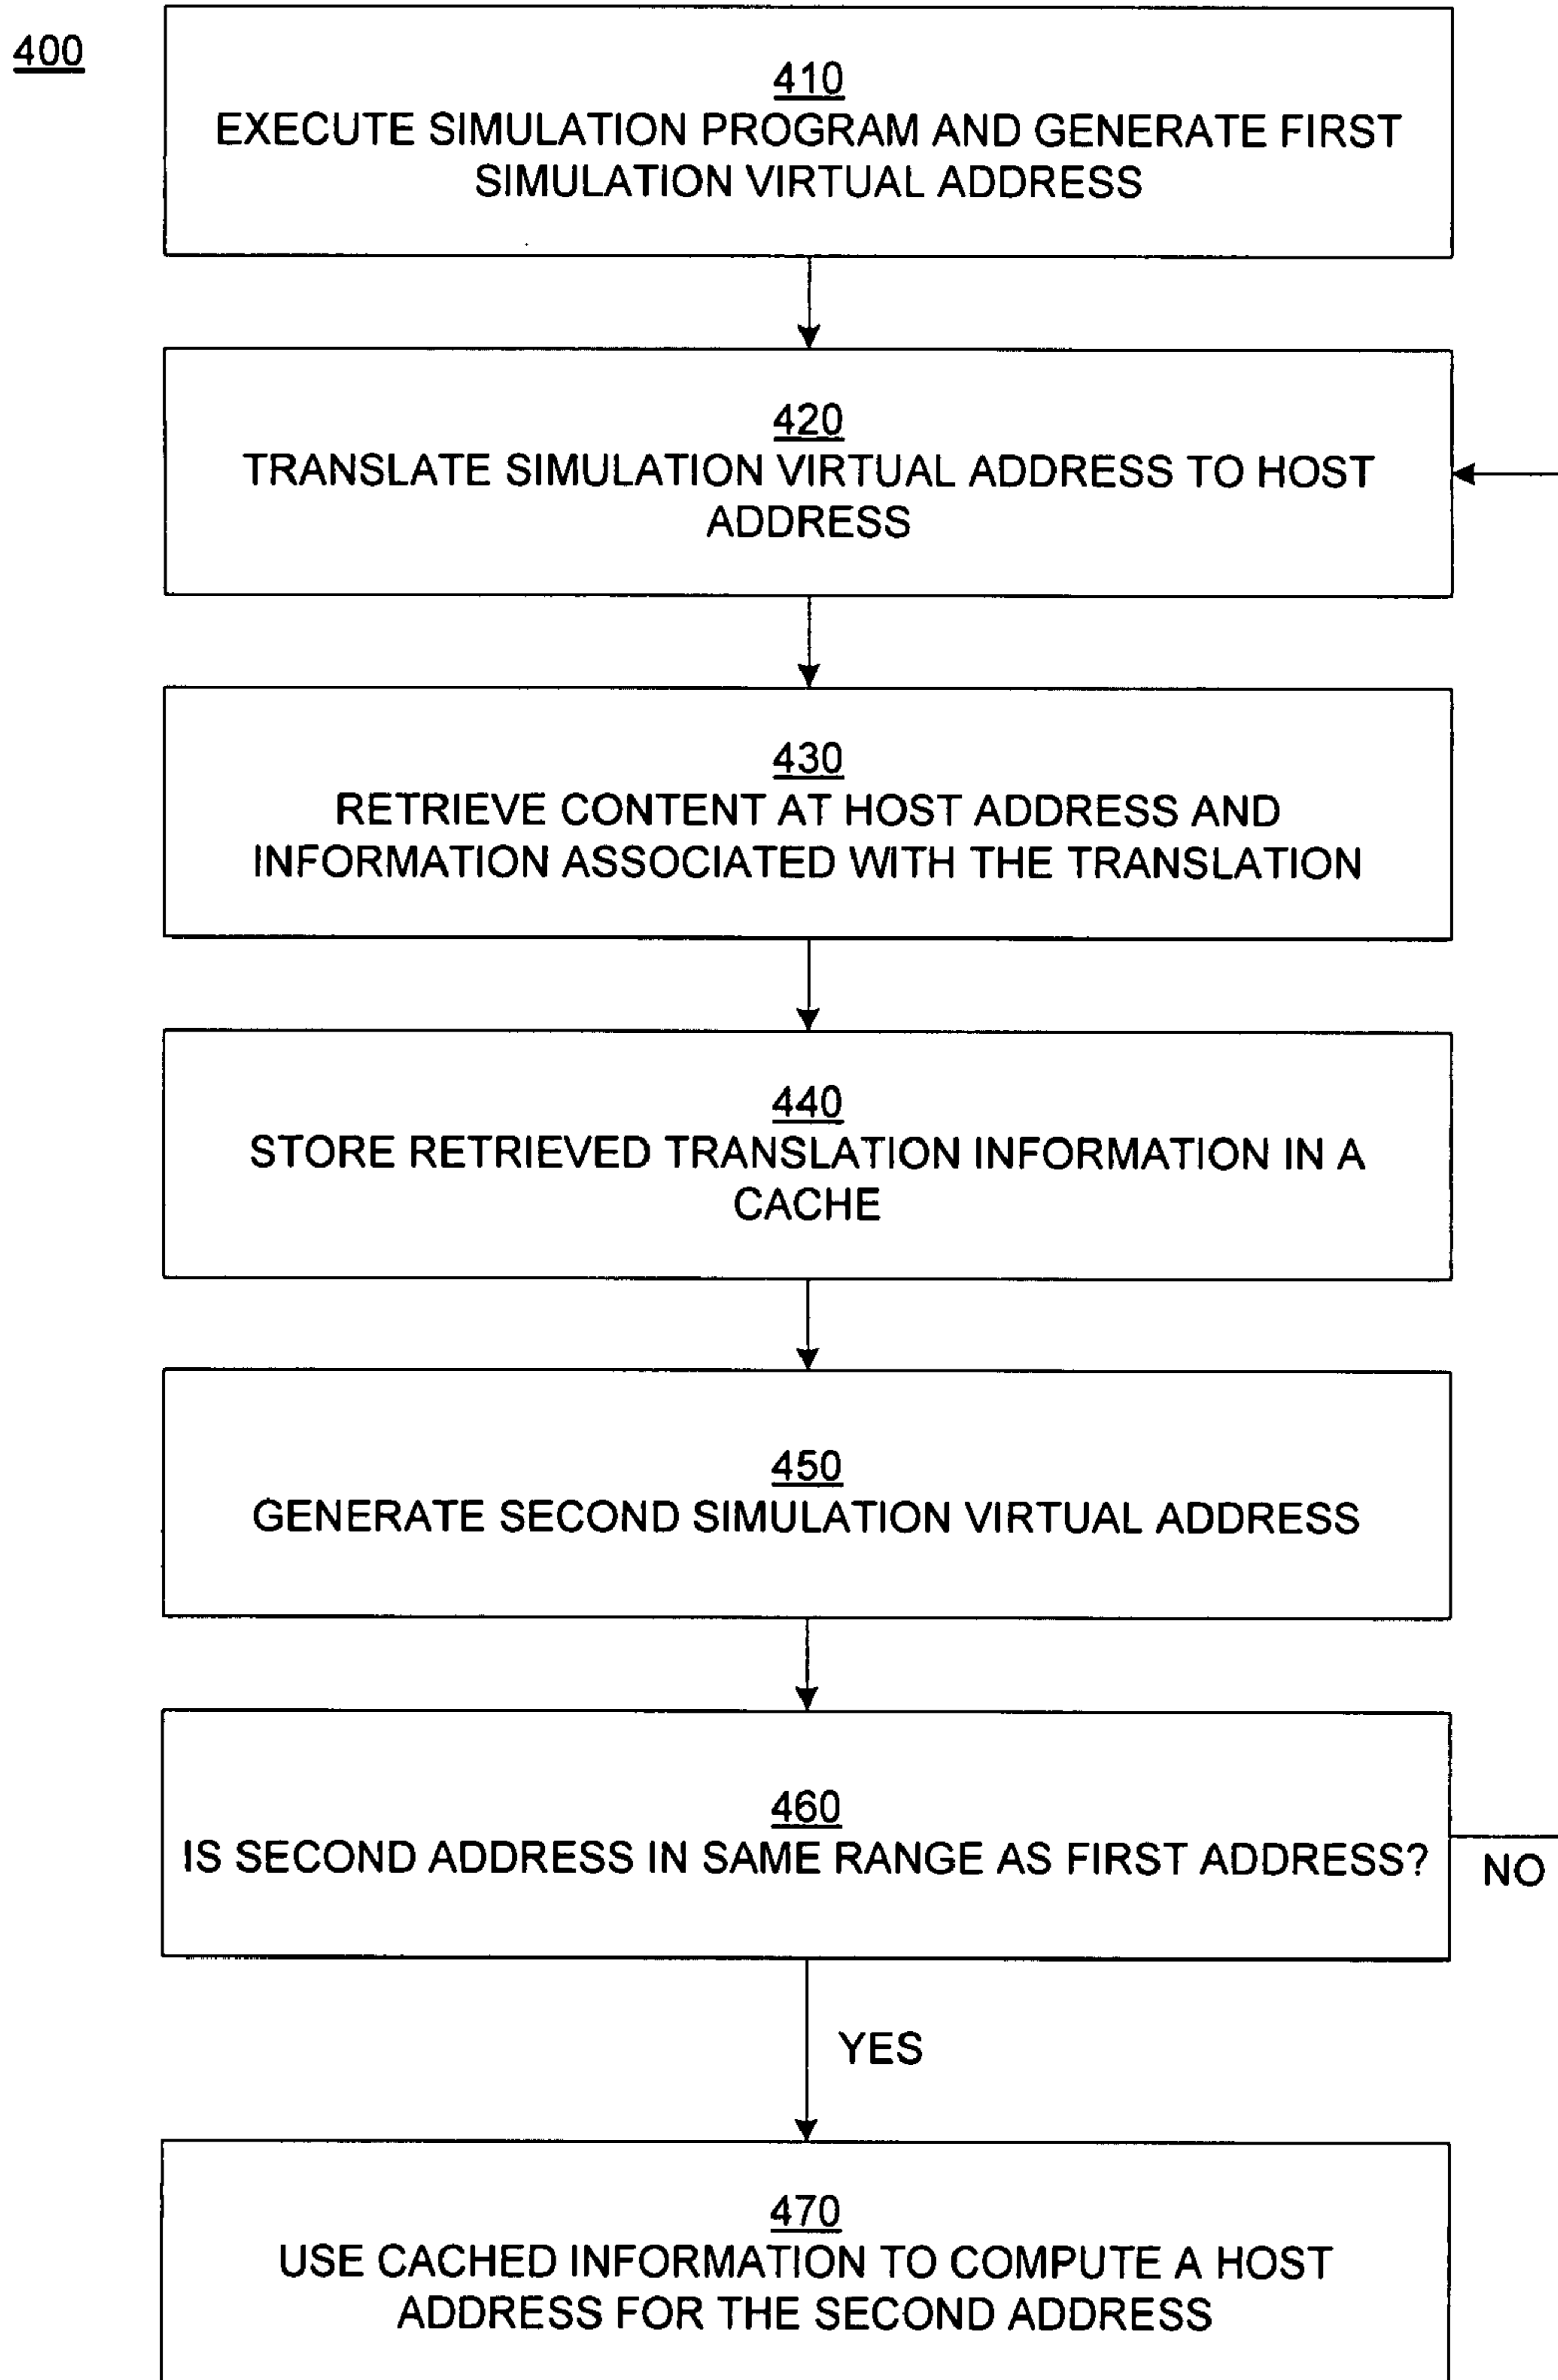 400
410
EXECUTE SIMULATION PROGRAM AND GENERATE FIRST
SIMULATION VIRTUAL ADDRESS
420
TRANSLATE SIMULATION VIRTUAL ADDRESS TO HOST
ADDRESS
430
RETRIEVE CONTENT AT HOST ADDRESS AND
INFORMATION ASSOCIATED WITH THE TRANSLATION
440
STORE RETRIEVED TRANSLATION INFORMATION IN A
CACHE
450
GENERATE SECOND SIMULATION VIRTUAL ADDRESS
460
IS SECOND ADDRESS IN SAME RANGE AS FIRST ADDRESS?
NO
YES
470
USE CACHED INFORMATION TO COMPUTE A HOST
ADDRESS FOR THE SECOND ADDRESS